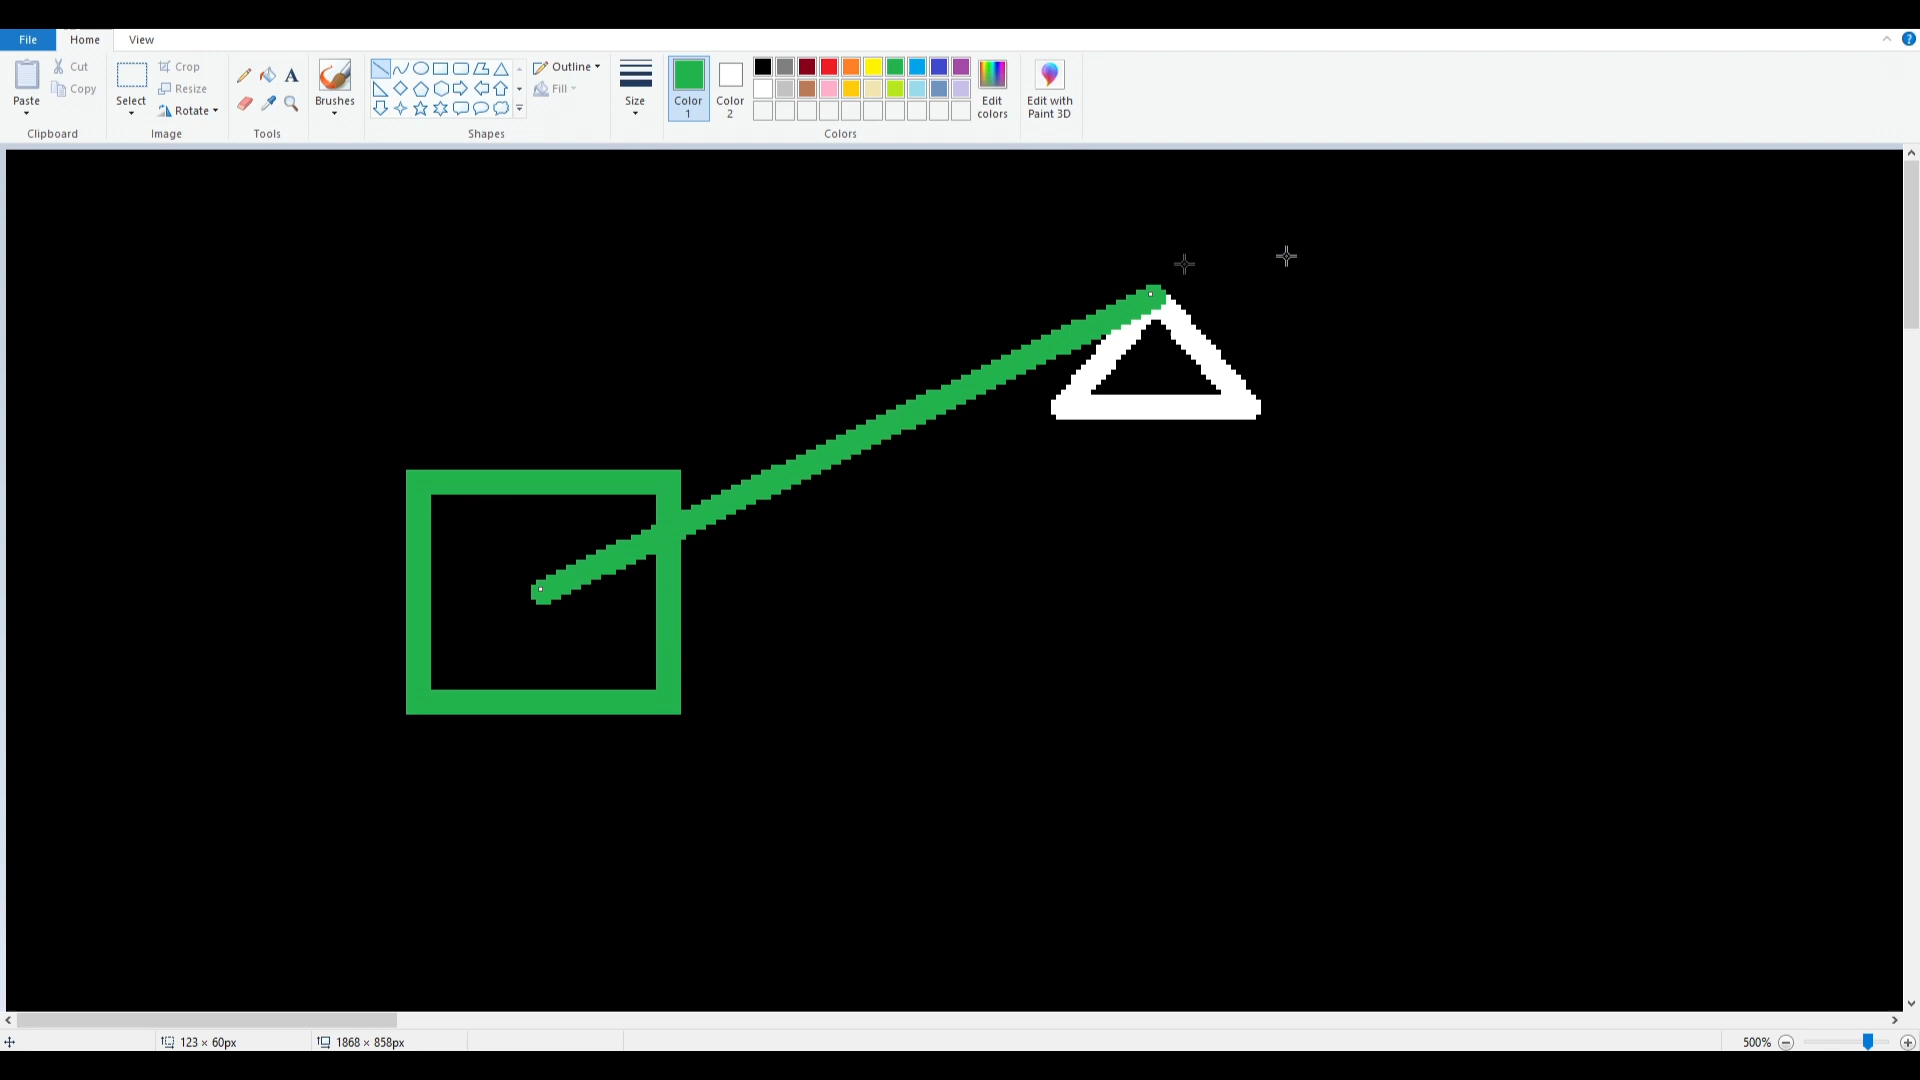 File Home View
Paste
Cut
Copy
Clipboard
Select
Crop
Resize
Rotate
Image
A
Tools
Brushes
Outline
Fill
Shapes
Size
Color 1
Color 2
Edit colors
Colors
Edit with Paint 3D
?
123 × 60px
1868 × 858px
500%